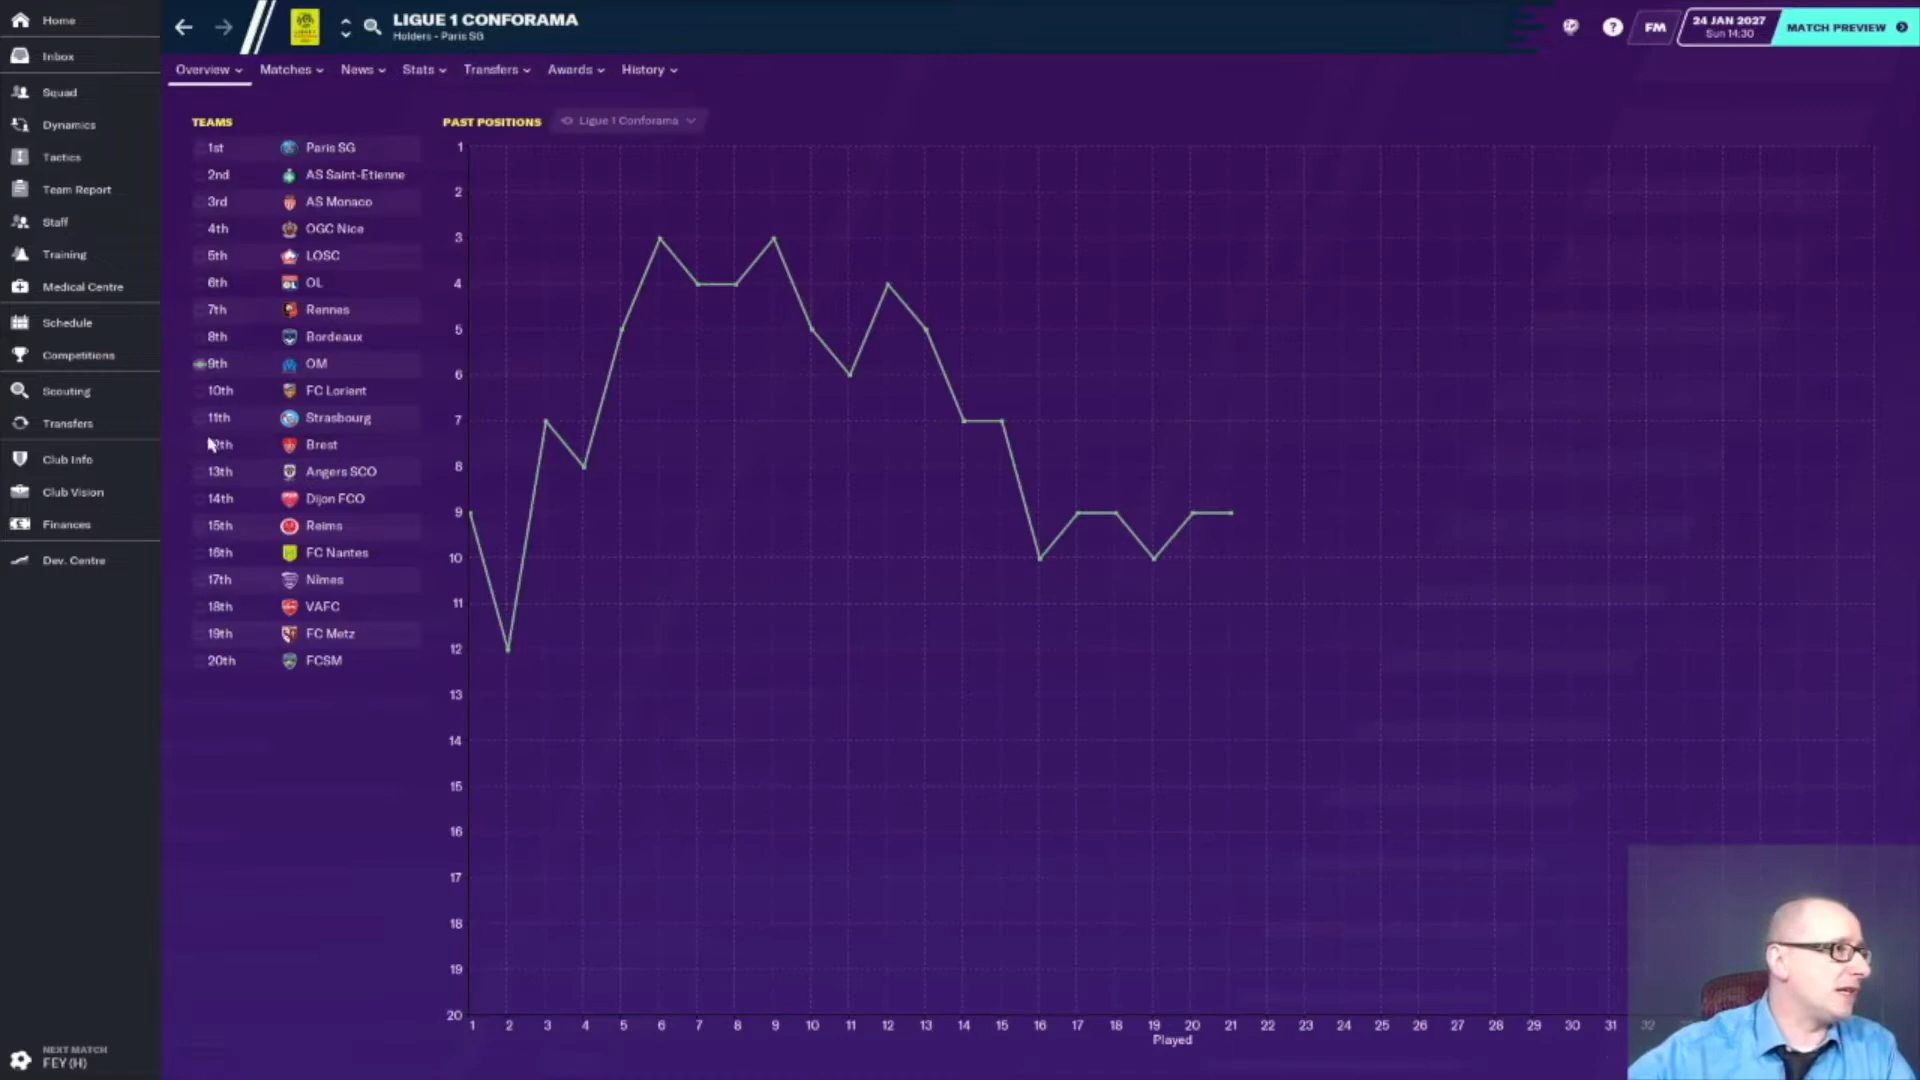 Home
Inbox
Squad
Dynamics
Tactics
Team Report
Staff
Training
Medical Centre
Schedule
Competitions
Scouting
Transfers
Club Info
Club Vision
Finances
Dev. Centre
NEXT MATCH
FEY (H)
LIGUE 1 CONFORAMA
Holders - Paris SG
FM
24 JAN 2027
Sun 14:30
MATCH PREVIEW
Overview Matches News Stats Transfers Awards History
TEAMS
1st Paris SG
2nd AS Saint-Etienne
3rd AS Monaco
4th OGC Nice
5th LOSC
6th OL
7th Rennes
8th Bordeaux
9th OM
10th FC Lorient
11th Strasbourg
12th Brest
13th Angers SCO
14th Dijon FCO
15th Reims
16th FC Nantes
17th Nîmes
18th VAFC
19th FC Metz
20th FCSM
PAST POSITIONS Ligue 1 Conforama
1
2
3
4
5
6
7
8
9
10
11
12
13
14
15
16
17
18
19
20
1 2 3 4 5 6 7 8 9 10 11 12 13 14 15 16 17 18 19 20 21 22 23 24 25 26 27 28 29 30 31 32
Played